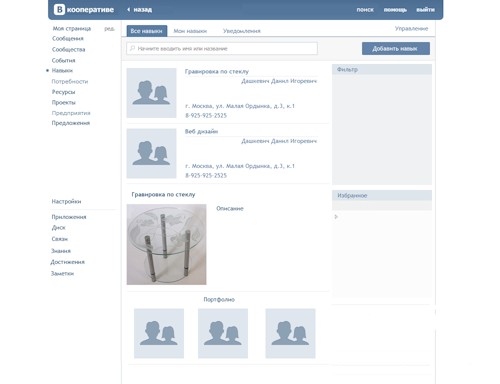 В кооперативе
назад
поиск
помощь
выйти
Моя страница
ред.
Сообщения
Сообщества
События
Навыки
Потребности
Ресурсы
Проекты
Предприятия
Предложения
Настройки
Приложения
Диск
Связи
Знания
Достижения
Заметки
Все навыки
Мои навыки
Уведомления
Управление
Начните заходить имя или название
Добавить навык
Гравировка по стеклу
Дашкевич Данил Игоревич
г. Москва, ул. Малая Ордынка, д.3, к.1
8-925-925-2525
Веб дизайн
Дашкевич Данил Игоревич
г. Москва, ул. Малая Ордынка, д.3, к.1
8-925-925-2525
Гравировка по стеклу
Описание
Портфолио
Фильтр
Избранное